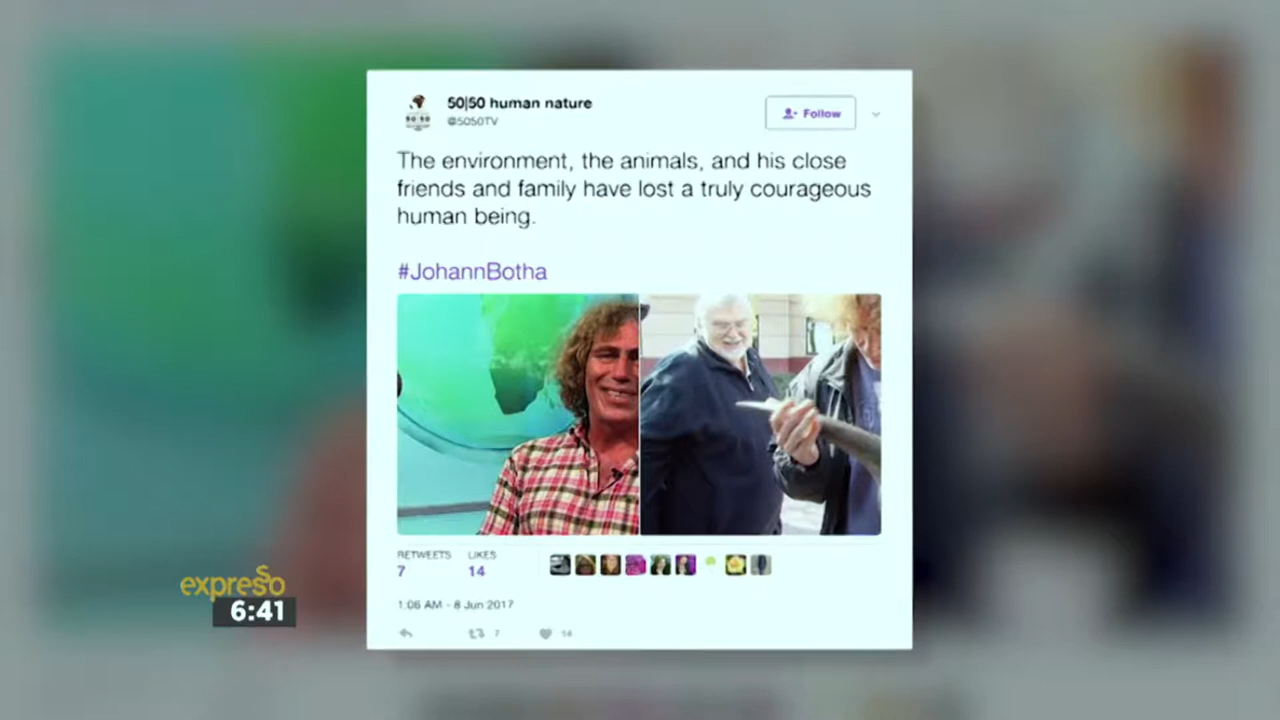 50|50 human nature
@5050TV
Follow
The environment, the animals, and his close
friends and family have lost a truly courageous
human being.
#JohannBotha
RETWEETS LIKES
7 14
1:06 AM - 8 Jun 2017
7 14
expresso
6:41